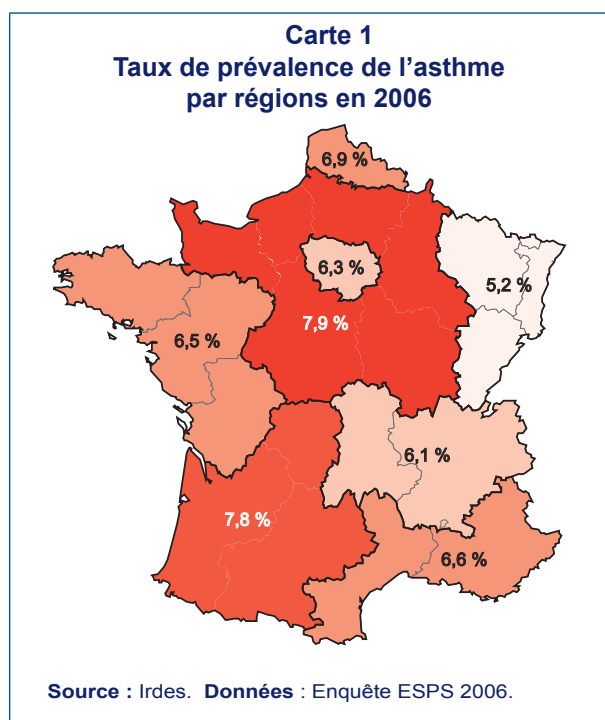 Carte 1
Taux de prévalence de l’asthme
par régions en 2006
6,9 %
6,3 %
5,2 %
7,9 %
6,5 %
6,1 %
7,8 %
6,6 %
Source : Irdes. Données : Enquête ESPS 2006.